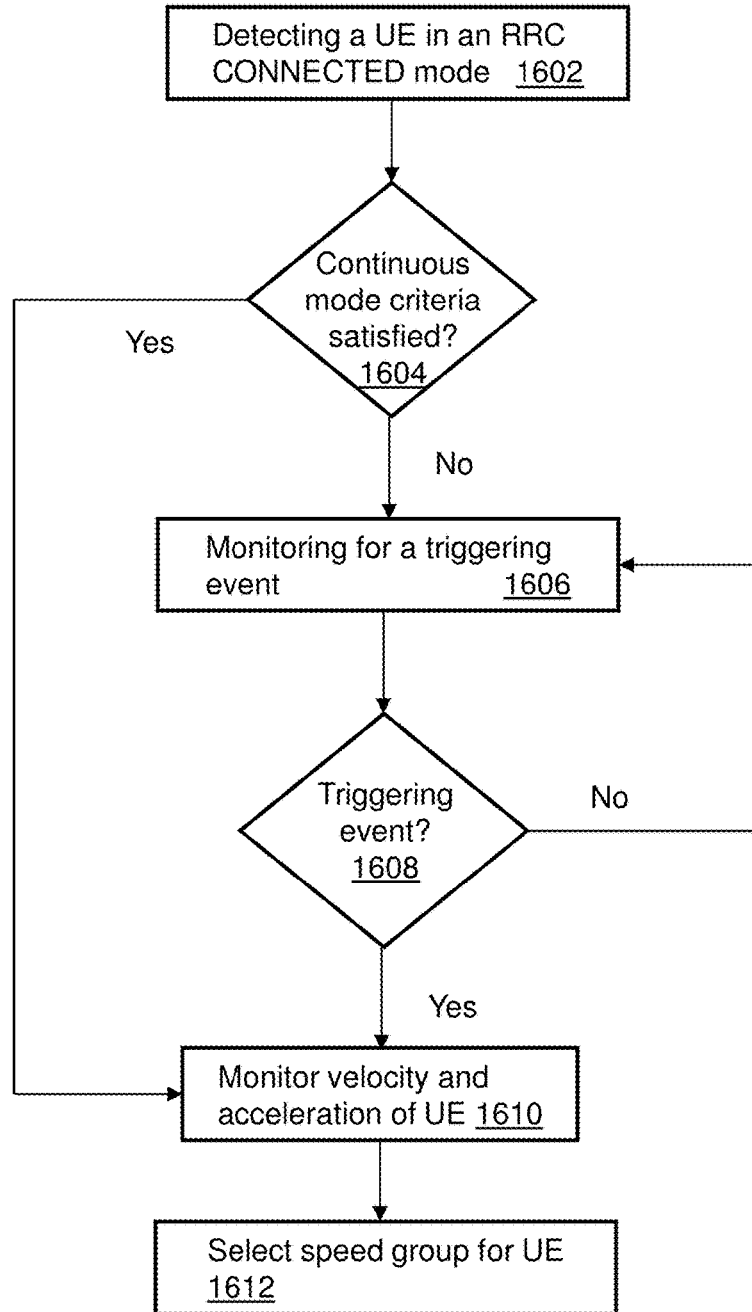 Detecting a UE in an RRC
CONNECTED mode 1602
Continuous
mode criteria
satisfied?
1604
Yes
No
Monitoring for a triggering
event 1606
Triggering
event?
1608
No
Yes
Monitor velocity and
acceleration of UE 1610
Select speed group for UE
1612